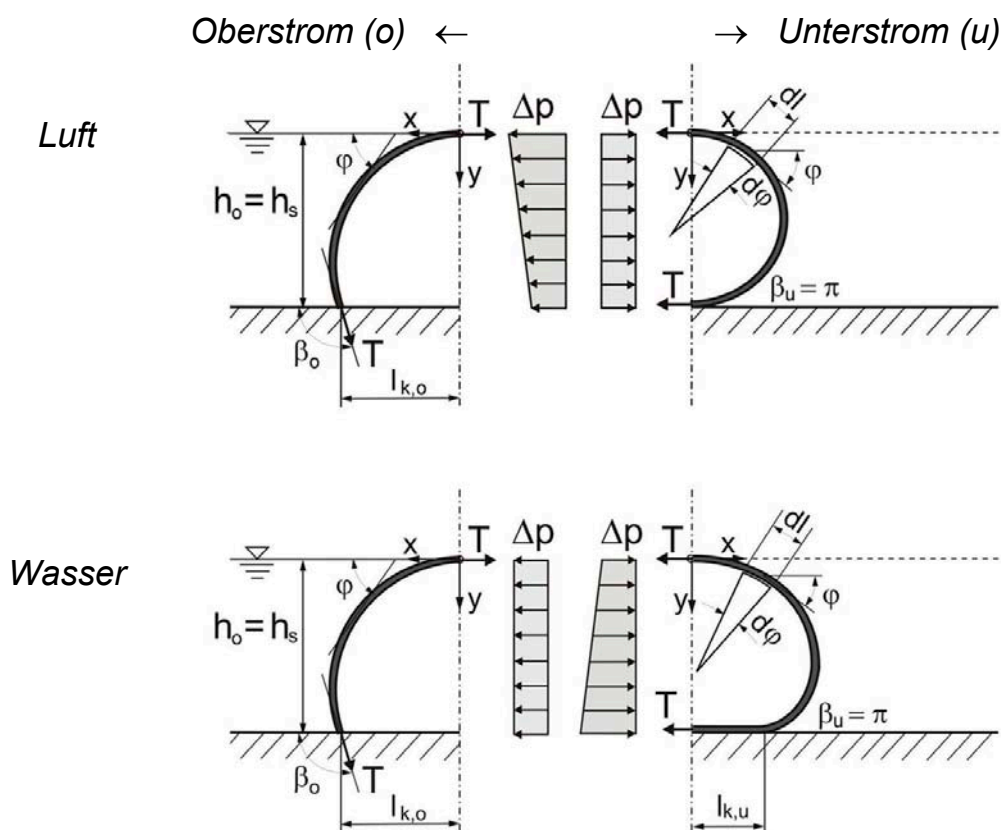 Oberstrom (o) ← → Unterstrom (u)
Luft
x T Δp Δp T x dl
φ y y dφ φ
h_o = h_s
T β_u = π
β_o T
l_k,o
Wasser
x T Δp Δp T x dl
φ y y dφ φ
h_o = h_s
T β_u = π
β_o T
l_k,o l_k,u